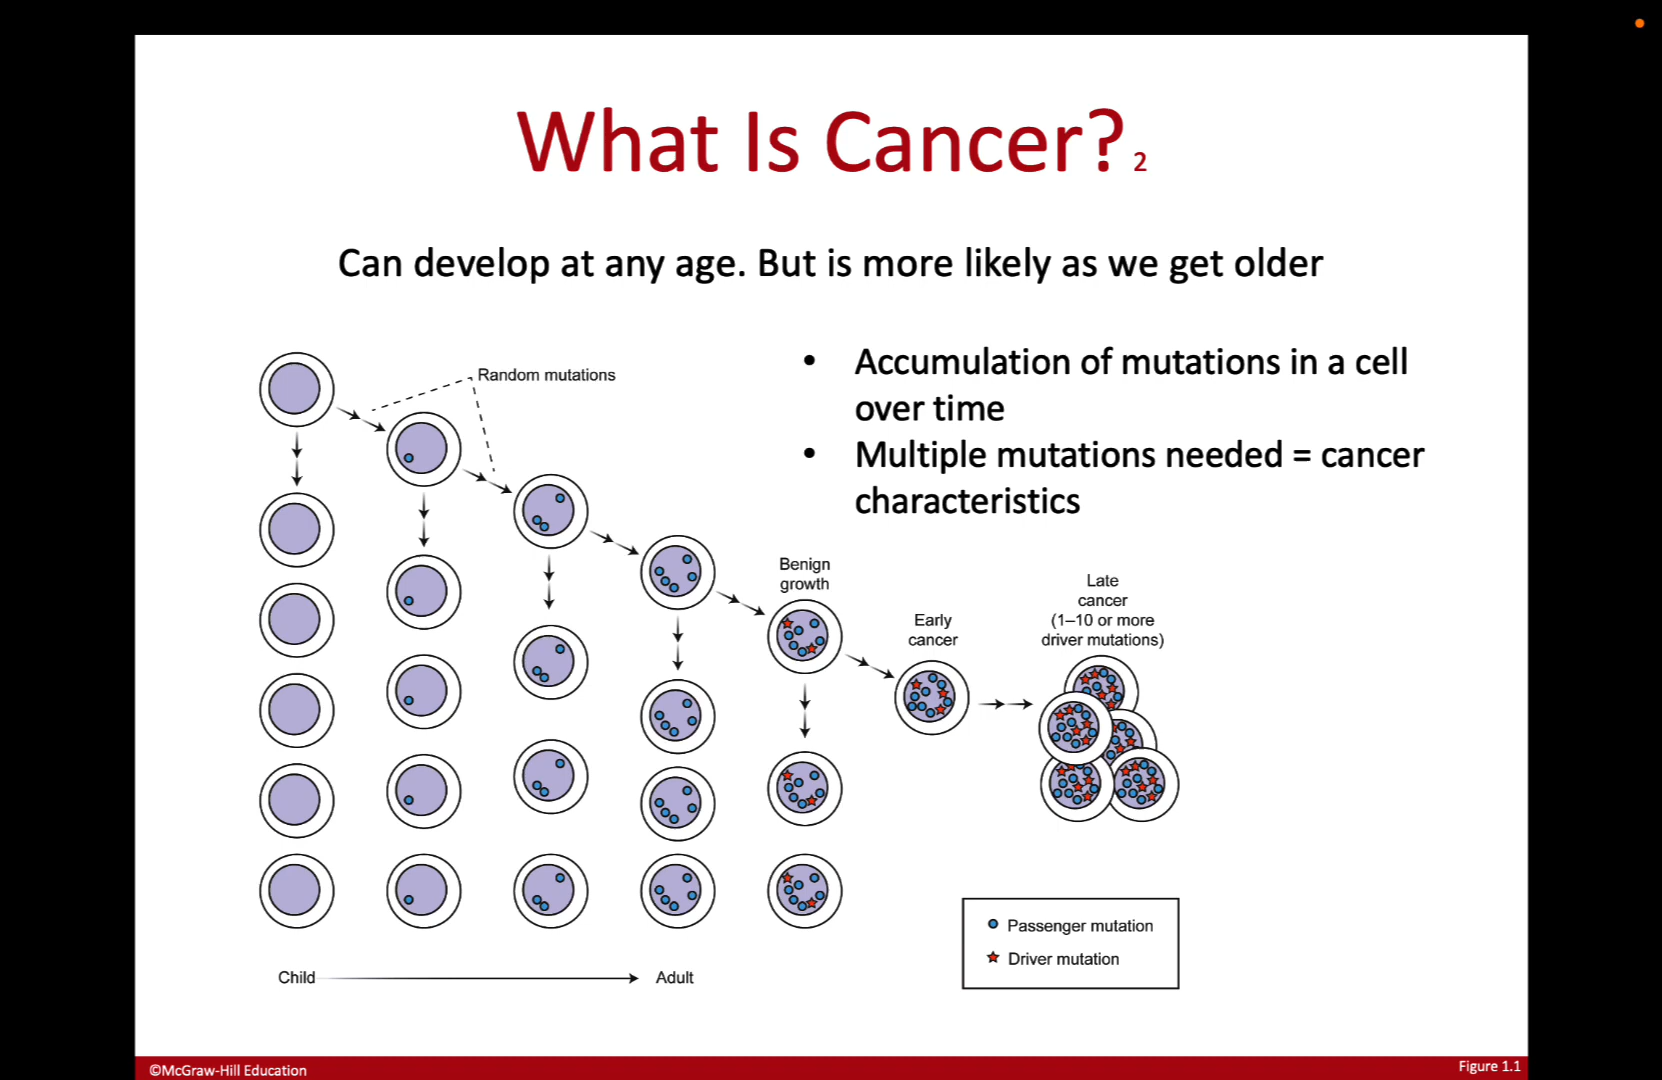 What Is Cancer? 2
Can develop at any age. But is more likely as we get older
• Accumulation of mutations in a cell
over time
• Multiple mutations needed = cancer
characteristics
Random mutations
Benign
growth
Early
cancer
Late
cancer
(1–10 or more
driver mutations)
Passenger mutation
Driver mutation
Child
Adult
©McGraw-Hill Education
Figure 1.1